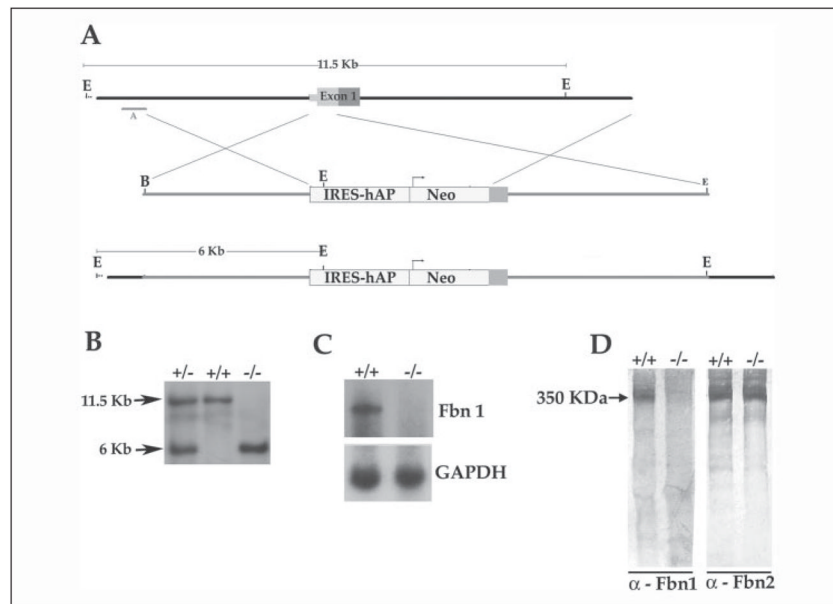 A
11.5 Kb
E
E
Exon 1
A
B
E
E
IRES-hAP
Neo
6 Kb
E
E
IRES-hAP
Neo
B
+/- +/+ -/-
11.5 Kb
6 Kb
C
+/+ -/-
Fbn 1
GAPDH
D
+/+ -/- +/+ -/-
350 KDa
α - Fbn1 α - Fbn2